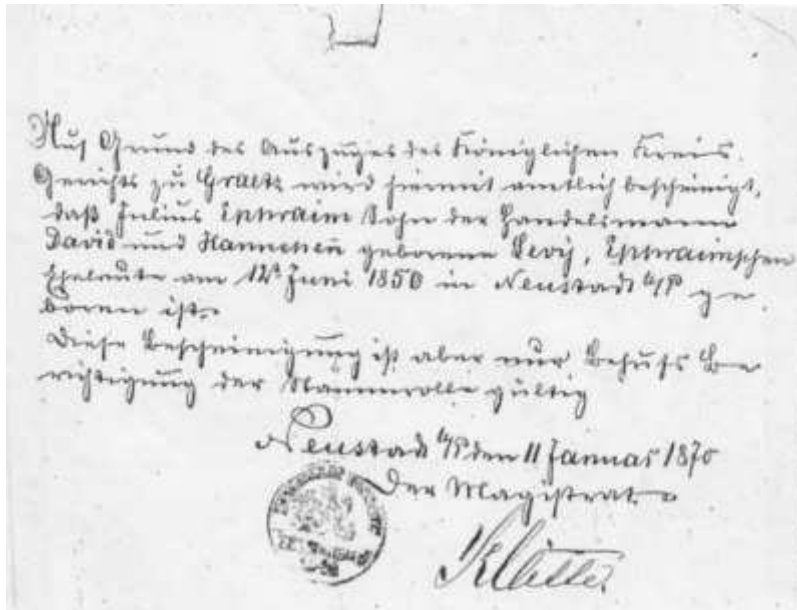 Auf Grund des Auszuges des Königlichen Kreis-
Gerichts zu Graetz wird hiermit amtlich bescheinigt,
daß Julius Ephraim Sohn der Handelsmann
David und Hannchen geborene Levy, Ephraimschen
Eheleute am 12t Juni 1850 in Neustadt b/P ge-
boren ist.
Diese Bescheinigung ist aber nur Behufs Be-
richtigung der Stammrolle gültig
Neustadt b/P den 11 Januar 1870
Der Magistrat